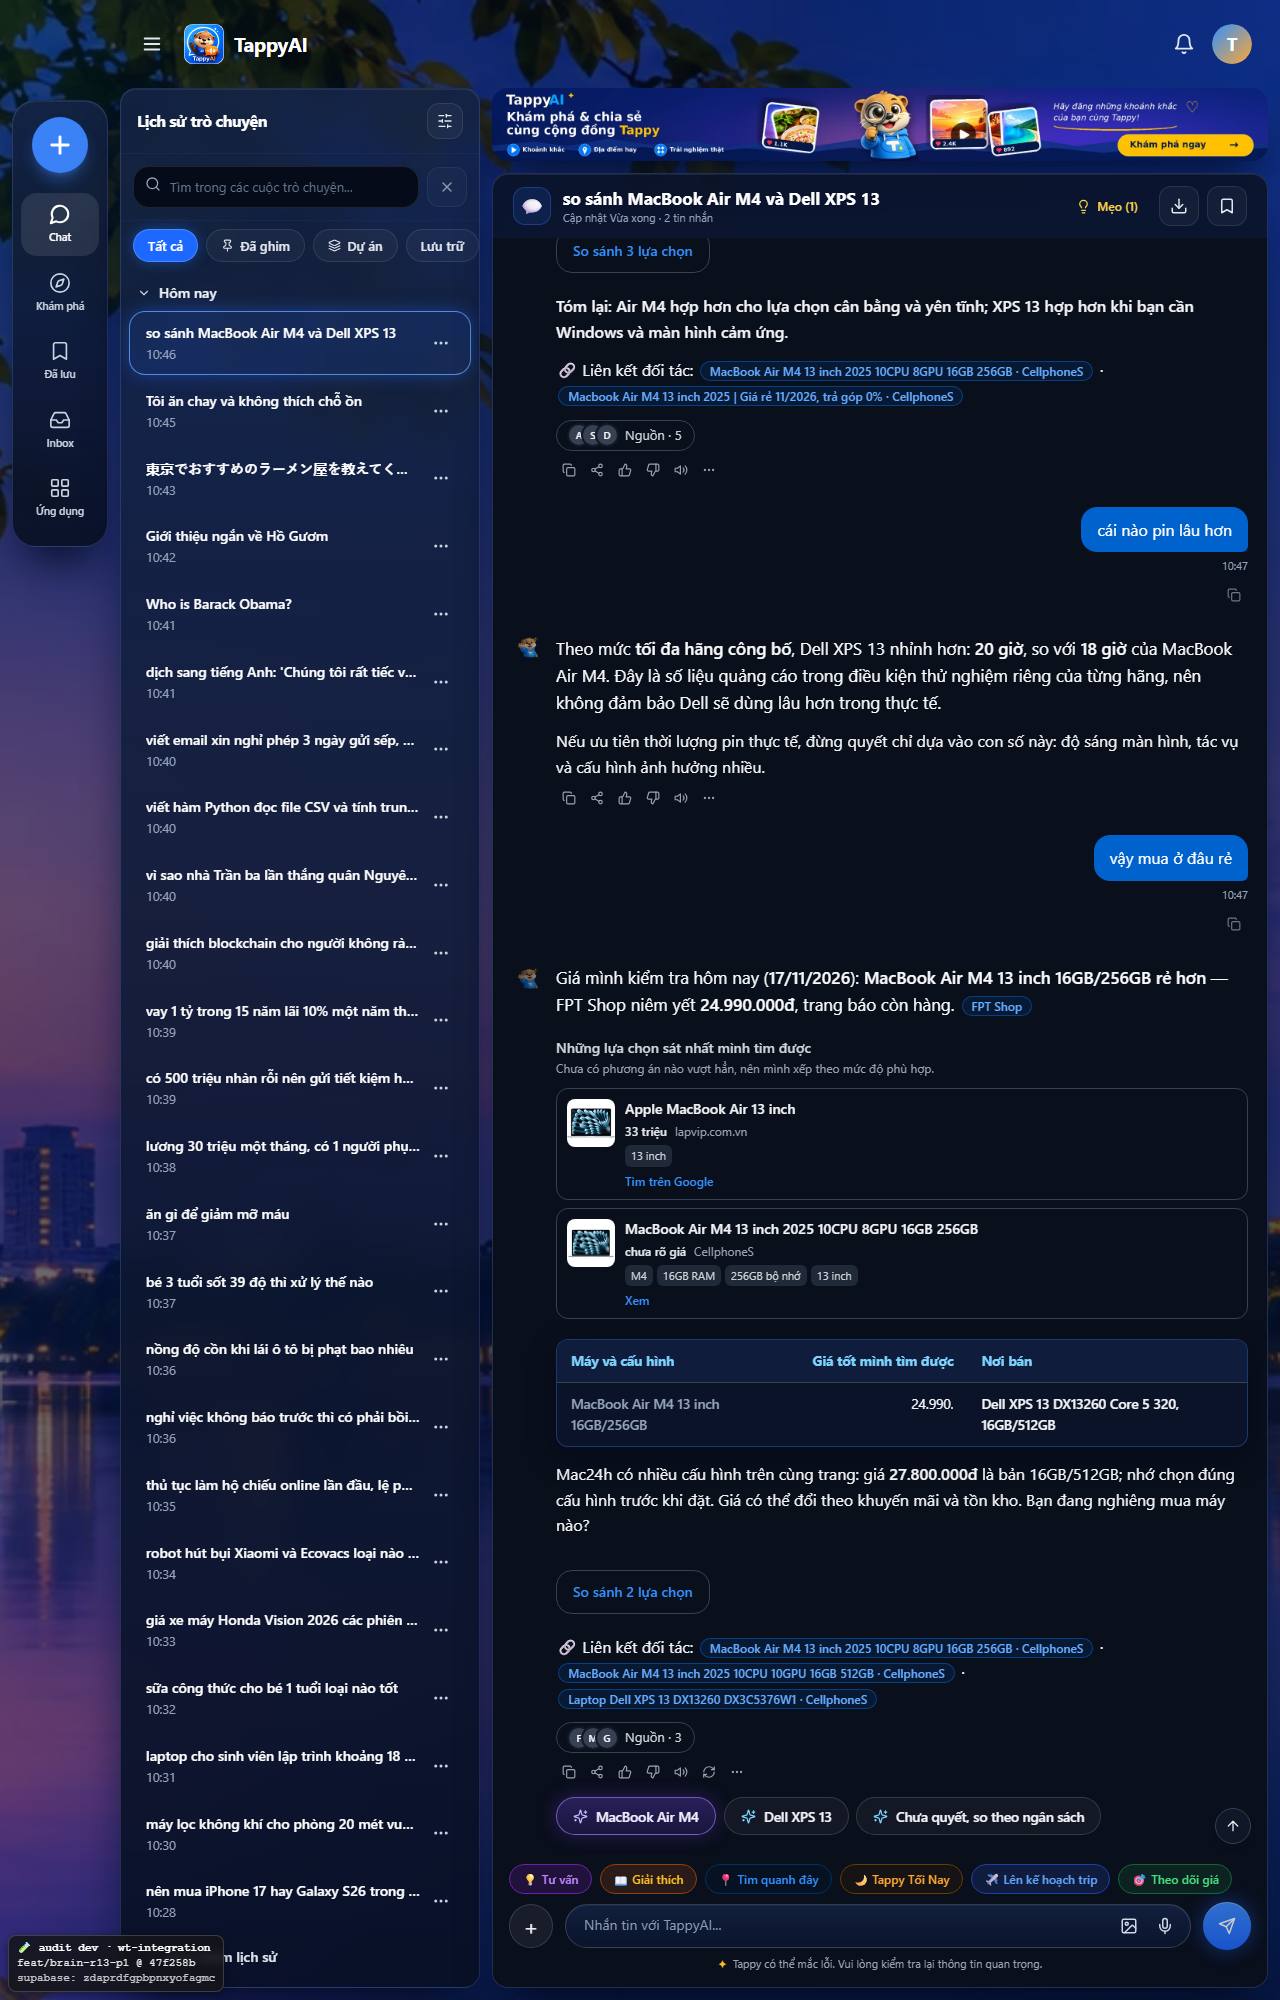 TappyAI
T
TappyAI
Khám phá & chia sẻ
cùng cộng đồng Tappy
Khoảnh khắc
Địa điểm hay
Trải nghiệm thật
1.1K
2.4K
892
Hãy đăng những khoảnh khắc
của bạn cùng Tappy!
Khám phá ngay →
Chat
Khám phá
Đã lưu
Inbox
Ứng dụng
Lịch sử trò chuyện
Tìm trong các cuộc trò chuyện...
Tất cả
Đã ghim
Dự án
Lưu trữ
Hôm nay
so sánh MacBook Air M4 và Dell XPS 13
10:46
Tôi ăn chay và không thích chỗ ồn
10:45
東京でおすすめのラーメン屋を教えてく...
10:43
Giới thiệu ngắn về Hồ Gươm
10:42
Who is Barack Obama?
10:41
dịch sang tiếng Anh: 'Chúng tôi rất tiếc v...
10:41
viết email xin nghỉ phép 3 ngày gửi sếp, ...
10:40
viết hàm Python đọc file CSV và tính trun...
10:40
vì sao nhà Trần ba lần thắng quân Nguyê...
10:40
giải thích blockchain cho người không rà...
10:40
vay 1 tỷ trong 15 năm lãi 10% một năm th...
10:39
có 500 triệu nhàn rỗi nên gửi tiết kiệm h...
10:39
lương 30 triệu một tháng, có 1 người phụ...
10:38
ăn gì để giảm mỡ máu
10:37
bé 3 tuổi sốt 39 độ thì xử lý thế nào
10:37
nồng độ cồn khi lái ô tô bị phạt bao nhiêu
10:36
nghỉ việc không báo trước thì có phải bồi...
10:36
thủ tục làm hộ chiếu online lần đầu, lệ p...
10:35
robot hút bụi Xiaomi và Ecovacs loại nào ...
10:34
giá xe máy Honda Vision 2026 các phiên ...
10:33
sữa công thức cho bé 1 tuổi loại nào tốt
10:32
laptop cho sinh viên lập trình khoảng 18 ...
10:31
máy lọc không khí cho phòng 20 mét vu...
10:30
nên mua iPhone 17 hay Galaxy S26 trong ...
10:28
m lịch sử
audit dev · wt-integration
feat/brain-r13-p1 @ 47f258b
supabase: zdaprdfgpbpnxyofagmc
so sánh MacBook Air M4 và Dell XPS 13
Cập nhật Vừa xong · 2 tin nhắn
Mẹo (1)
So sánh 3 lựa chọn
Tóm lại: Air M4 hợp hơn cho lựa chọn cân bằng và yên tĩnh; XPS 13 hợp hơn khi bạn cần
Windows và màn hình cảm ứng.
Liên kết đối tác: MacBook Air M4 13 inch 2025 10CPU 8GPU 16GB 256GB · CellphoneS ·
Macbook Air M4 13 inch 2025 | Giá rẻ 11/2026, trả góp 0% · CellphoneS
A S D Nguồn · 5
cái nào pin lâu hơn
10:47
Theo mức tối đa hãng công bố, Dell XPS 13 nhỉnh hơn: 20 giờ, so với 18 giờ của MacBook
Air M4. Đây là số liệu quảng cáo trong điều kiện thử nghiệm riêng của từng hãng, nên
không đảm bảo Dell sẽ dùng lâu hơn trong thực tế.
Nếu ưu tiên thời lượng pin thực tế, đừng quyết chỉ dựa vào con số này: độ sáng màn hình, tác vụ
và cấu hình ảnh hưởng nhiều.
vậy mua ở đâu rẻ
10:47
Giá mình kiểm tra hôm nay (17/11/2026): MacBook Air M4 13 inch 16GB/256GB rẻ hơn —
FPT Shop niêm yết 24.990.000đ, trang báo còn hàng. FPT Shop
Những lựa chọn sát nhất mình tìm được
Chưa có phương án nào vượt hẳn, nên mình xếp theo mức độ phù hợp.
Apple MacBook Air 13 inch
33 triệu lapvip.com.vn
13 inch
Tìm trên Google
MacBook Air M4 13 inch 2025 10CPU 8GPU 16GB 256GB
chưa rõ giá CellphoneS
M4 16GB RAM 256GB bộ nhớ 13 inch
Xem
Máy và cấu hình Giá tốt mình tìm được Nơi bán
MacBook Air M4 13 inch 24.990. Dell XPS 13 DX13260 Core 5 320,
16GB/256GB 16GB/512GB
Mac24h có nhiều cấu hình trên cùng trang: giá 27.800.000đ là bản 16GB/512GB; nhớ chọn đúng
cấu hình trước khi đặt. Giá có thể đổi theo khuyến mãi và tồn kho. Bạn đang nghiêng mua máy
nào?
So sánh 2 lựa chọn
Liên kết đối tác: MacBook Air M4 13 inch 2025 10CPU 8GPU 16GB 256GB · CellphoneS ·
MacBook Air M4 13 inch 2025 10CPU 10GPU 16GB 512GB · CellphoneS ·
Laptop Dell XPS 13 DX13260 DX3C5376W1 · CellphoneS
F M G Nguồn · 3
MacBook Air M4
Dell XPS 13
Chưa quyết, so theo ngân sách
Tư vấn
Giải thích
Tìm quanh đây
Tappy Tối Nay
Lên kế hoạch trip
Theo dõi giá
Nhắn tin với TappyAI...
Tappy có thể mắc lỗi. Vui lòng kiểm tra lại thông tin quan trọng.